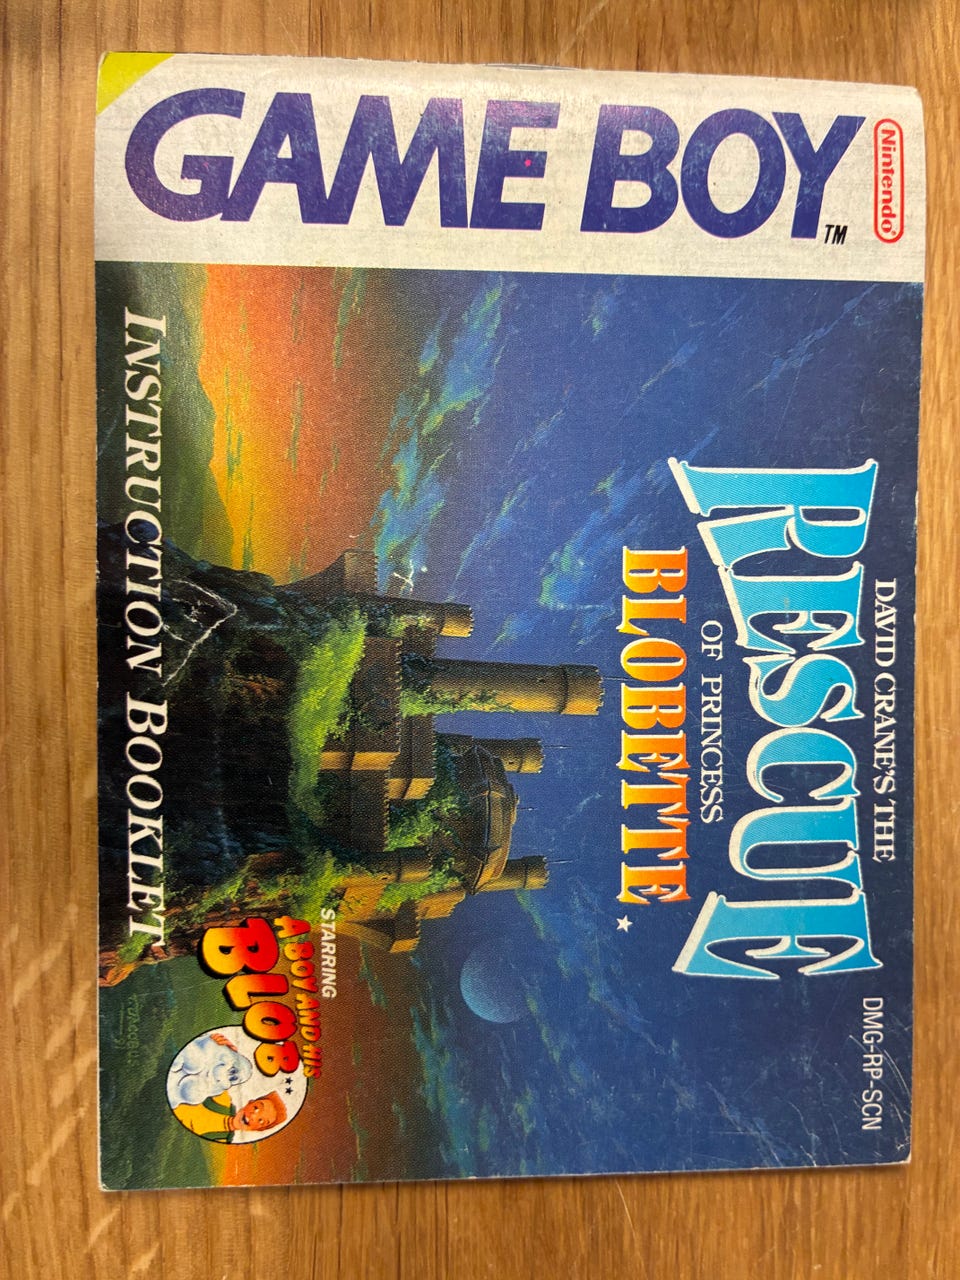 Nintendo®
GAME BOY
TM
DMG-RP-SCN
DAVID CRANE'S THE
RESCUE
OF PRINCESS
BLOBETTE*
STARRING
A BOY AND HIS
BLOB**
INSTRUCTION BOOKLET